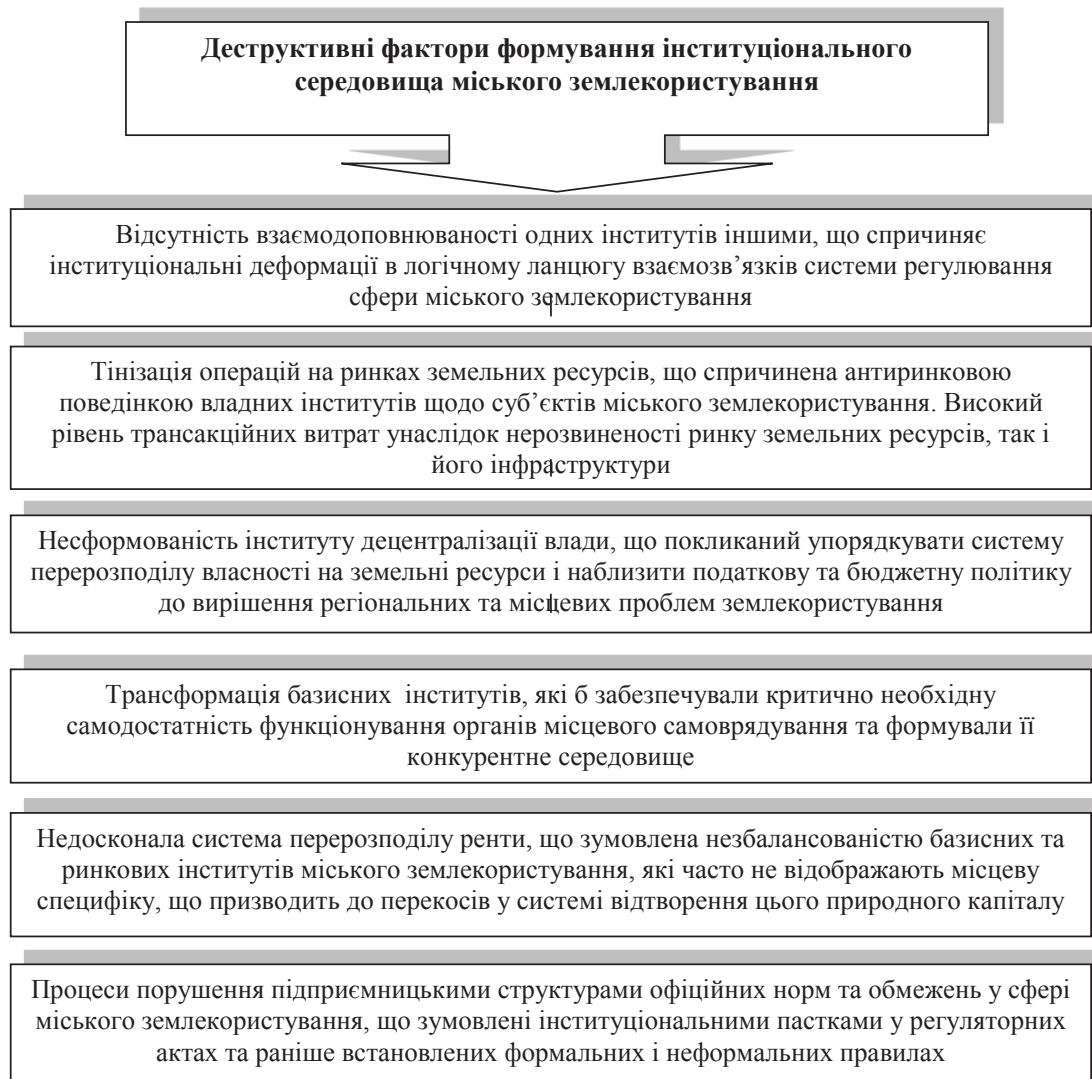 Деструктивні фактори формування інституціонального
середовища міського землекористування
Відсутність взаємодоповнюваності одних інститутів іншими, що спричиняє
інституціональні деформації в логічному ланцюгу взаємозв’язків системи регулювання
сфери міського землекористування
Тінізація операцій на ринках земельних ресурсів, що спричинена антиринковою
поведінкою владних інститутів щодо суб’єктів міського землекористування. Високий
рівень трансакційних витрат унаслідок нерозвиненості ринку земельних ресурсів, так і
його інфраструктури
Несформованість інституту децентралізації влади, що покликаний упорядкувати систему
перерозподілу власності на земельні ресурси і наблизити податкову та бюджетну політику
до вирішення регіональних та місцевих проблем землекористування
Трансформація базисних інститутів, які б забезпечували критично необхідну
самодостатність функціонування органів місцевого самоврядування та формували її
конкурентне середовище
Недосконала система перерозподілу ренти, що зумовлена незбалансованістю базисних та
ринкових інститутів міського землекористування, які часто не відображають місцеву
специфіку, що призводить до перекосів у системі відтворення цього природного капіталу
Процеси порушення підприємницькими структурами офіційних норм та обмежень у сфері
міського землекористування, що зумовлені інституціональними пастками у регуляторних
актах та раніше встановлених формальних і неформальних правилах